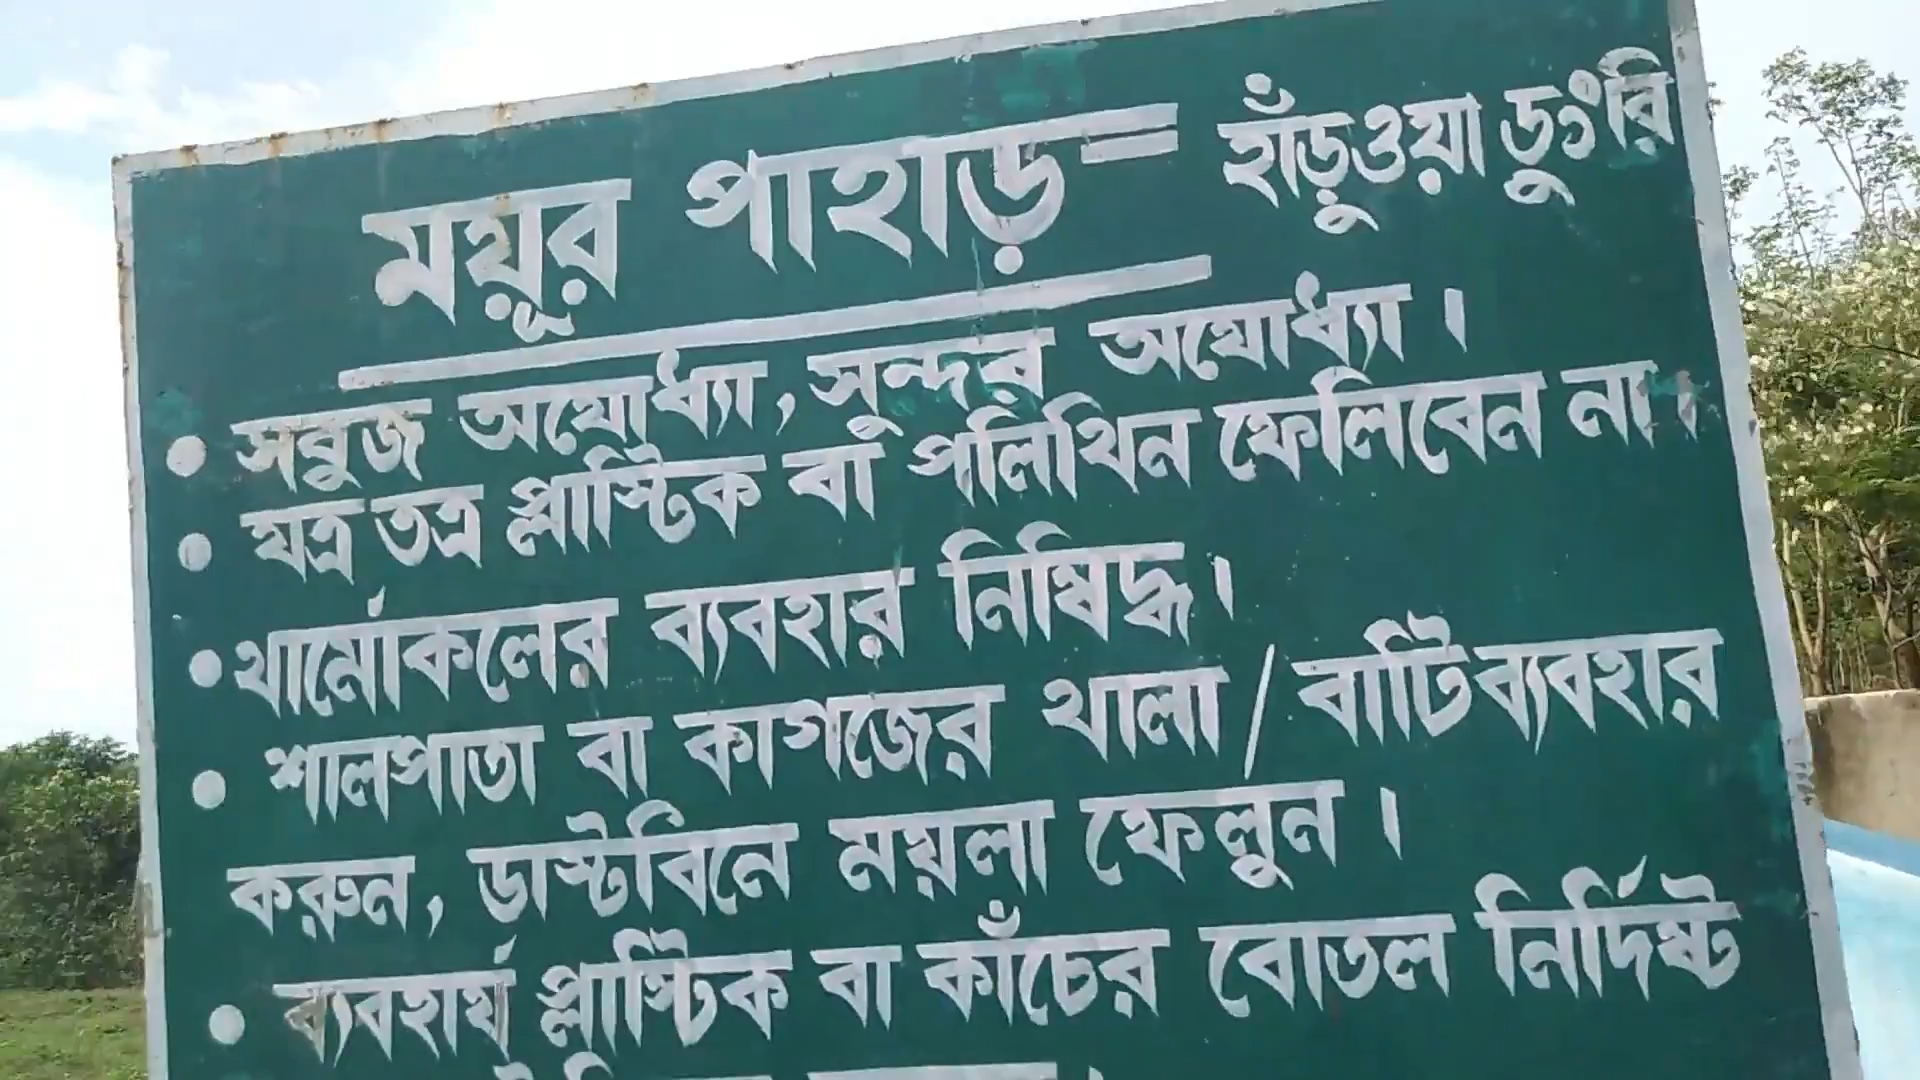 ময়ূর পাহাড় = হাঁড়ুওয়া ডুংরি
• সবুজ অযোধ্যা, সুন্দর অযোধ্যা।
• যত্র তত্র প্লাস্টিক বা পলিথিন ফেলিবেন না।
• থার্মোকলের ব্যবহার নিষিদ্ধ।
• শালপাতা বা কাগজের থালা / বাটি ব্যবহার
করুন, ডাস্টবিনে ময়লা ফেলুন।
• ব্যবহার্য প্লাস্টিক বা কাঁচের বোতল নির্দিষ্ট